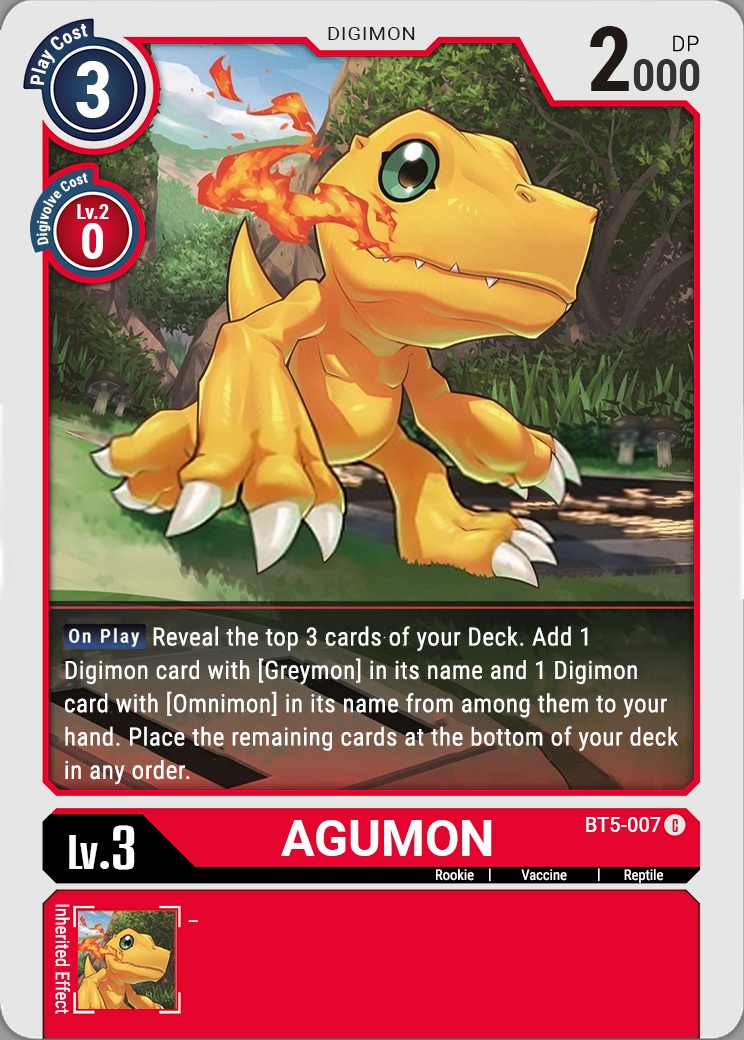 DIGIMON
Play Cost
3
DP
2000
Digivolve Cost
Lv.2
0
On Play Reveal the top 3 cards of your Deck. Add 1
Digimon card with [Greymon] in its name and 1 Digimon
card with [Omnimon] in its name from among them to your
hand. Place the remaining cards at the bottom of your deck
in any order.
Lv.3
AGUMON
BT5-007 C
Rookie | Vaccine | Reptile
Inherited Effect
–